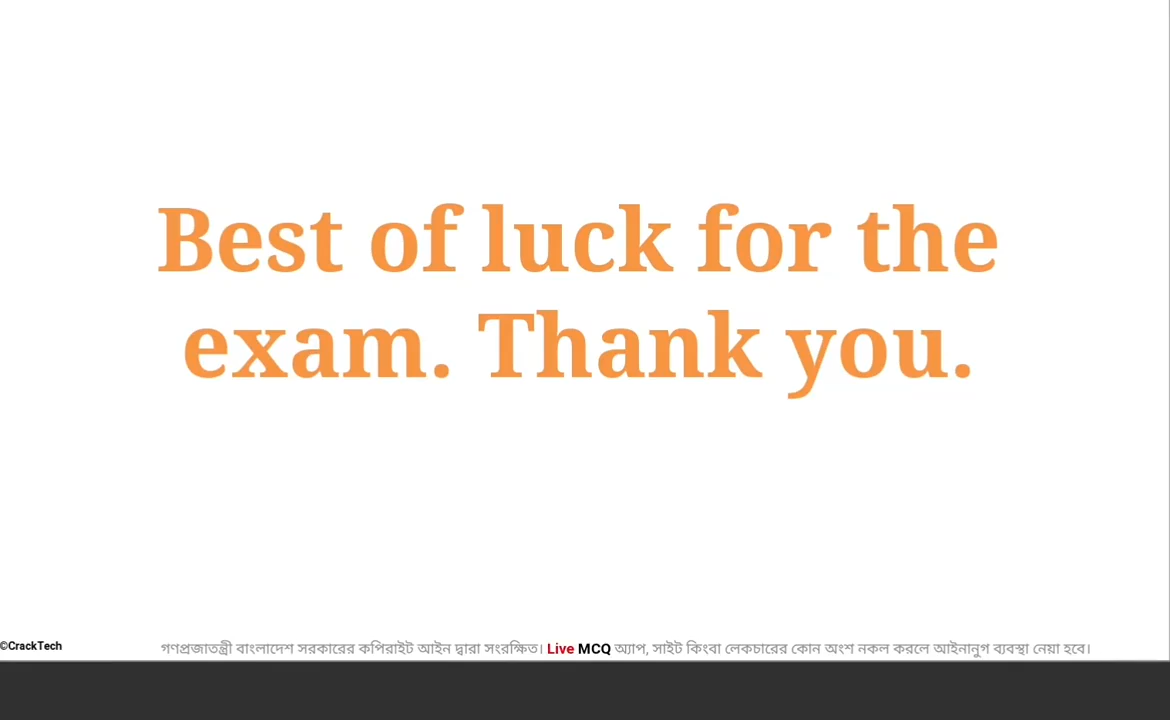 Best of luck for the
exam. Thank you.
©CrackTech
গণপ্রজাতন্ত্রী বাংলাদেশ সরকারের কপিরাইট আইন দ্বারা সংরক্ষিত। Live MCQ অ্যাপ, সাইট কিংবা লেকচারের কোন অংশ নকল করলে আইনানুগ ব্যবস্থা নেয়া হবে।